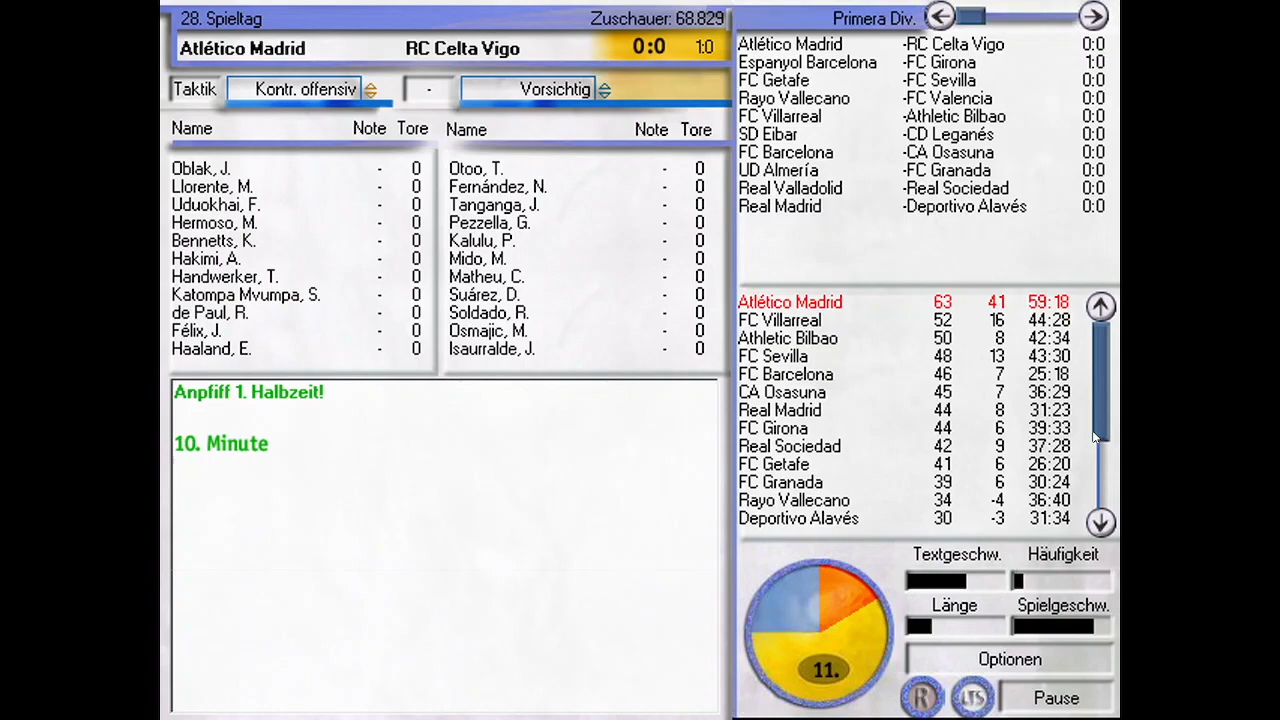 28. Spieltag Zuschauer: 68.829
Atlético Madrid RC Celta Vigo 0:0 1:0
Taktik Kontr. offensiv - Vorsichtig
Name Note Tore Name Note Tore
Oblak, J. - 0 Otoo, T. - 0
Llorente, M. - 0 Fernández, N. - 0
Uduokhai, F. - 0 Tanganga, J. - 0
Hermoso, M. - 0 Pezzella, G. - 0
Bennetts, K. - 0 Kalulu, P. - 0
Hakimi, A. - 0 Mido, M. - 0
Handwerker, T. - 0 Matheu, C. - 0
Katompa Mvumpa, S. - 0 Suárez, D. - 0
de Paul, R. - 0 Soldado, R. - 0
Félix, J. - 0 Osmajic, M. - 0
Haaland, E. - 0 Isaurralde, J. - 0
Anpfiff 1. Halbzeit!
10. Minute
Primera Div.
Atlético Madrid -RC Celta Vigo 0:0
Espanyol Barcelona -FC Girona 1:0
FC Getafe -FC Sevilla 0:0
Rayo Vallecano -FC Valencia 0:0
FC Villarreal -Athletic Bilbao 0:0
SD Eibar -CD Leganés 0:0
FC Barcelona -CA Osasuna 0:0
UD Almería -FC Granada 0:0
Real Valladolid -Real Sociedad 0:0
Real Madrid -Deportivo Alavés 0:0
Atlético Madrid 63 41 59:18
FC Villarreal 52 16 44:28
Athletic Bilbao 50 8 42:34
FC Sevilla 48 13 43:30
FC Barcelona 46 7 25:18
CA Osasuna 45 7 36:29
Real Madrid 44 8 31:23
FC Girona 44 6 39:33
Real Sociedad 42 9 37:28
FC Getafe 41 6 26:20
FC Granada 39 6 30:24
Rayo Vallecano 34 -4 36:40
Deportivo Alavés 30 -3 31:34
Textgeschw. Häufigkeit
Länge Spielgeschw.
11.
Optionen
R LTS Pause